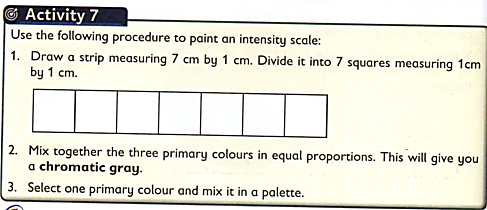 Activity 7
Use the following procedure to paint an intensity scale:
1. Draw a strip measuring 7 cm by 1 cm. Divide it into 7 squares measuring 1cm
by 1 cm.
2. Mix together the three primary colours in equal proportions. This will give you
a chromatic gray.
3. Select one primary colour and mix it in a palette.